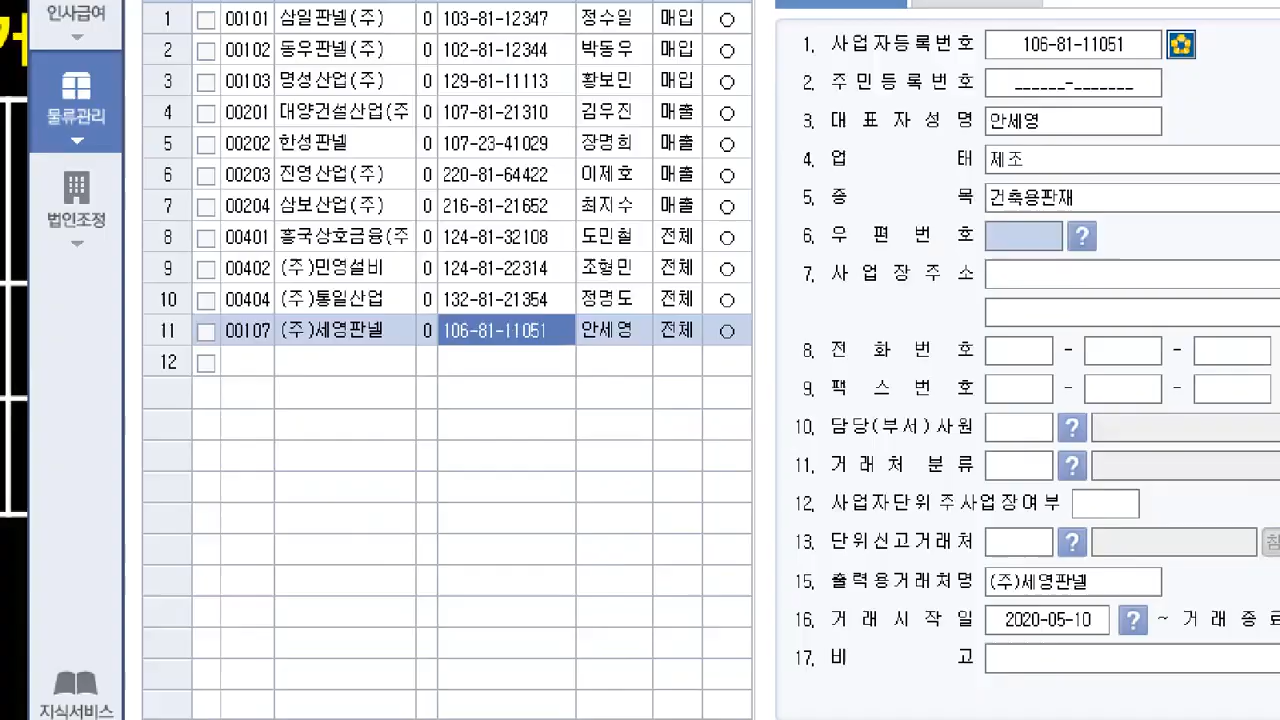 인사급여
물류관리
법인조정
지식서비스
1 00101 삼일판넬(주) 0 103-81-12347 정수일 매입 ○
2 00102 동우판넬(주) 0 102-81-12344 박동우 매입 ○
3 00103 명성산업(주) 0 129-81-11113 황보민 매입 ○
4 00201 대양건설산업(주 0 107-81-21310 김우진 매출 ○
5 00202 한성판넬 0 107-23-41029 장명희 매출 ○
6 00203 진영산업(주) 0 220-81-64422 이제호 매출 ○
7 00204 삼보산업(주) 0 216-81-21652 최지수 매출 ○
8 00401 흥국상호금융(주 0 124-81-32108 도민철 전체 ○
9 00402 (주)민영설비 0 124-81-22314 조형민 전체 ○
10 00404 (주)통일산업 0 132-81-21354 정명도 전체 ○
11 00107 (주)세영판넬 0 106-81-11051 안세영 전체 ○
12
1. 사업자등록번호 106-81-11051
2. 주민등록번호 ______-_______
3. 대표자성명 안세영
4. 업태 제조
5. 종목 건축용판재
6. 우편번호 ?
7. 사업장주소
8. 전화번호 - -
9. 팩스번호 - -
10. 담당(부서)사원 ?
11. 거래처 분류 ?
12. 사업자단위 주사업장여부
13. 단위신고거래처 ?
15. 출력용거래처명 (주)세영판넬
16. 거래시작일 2020-05-10 ? ~ 거래종료
17. 비고